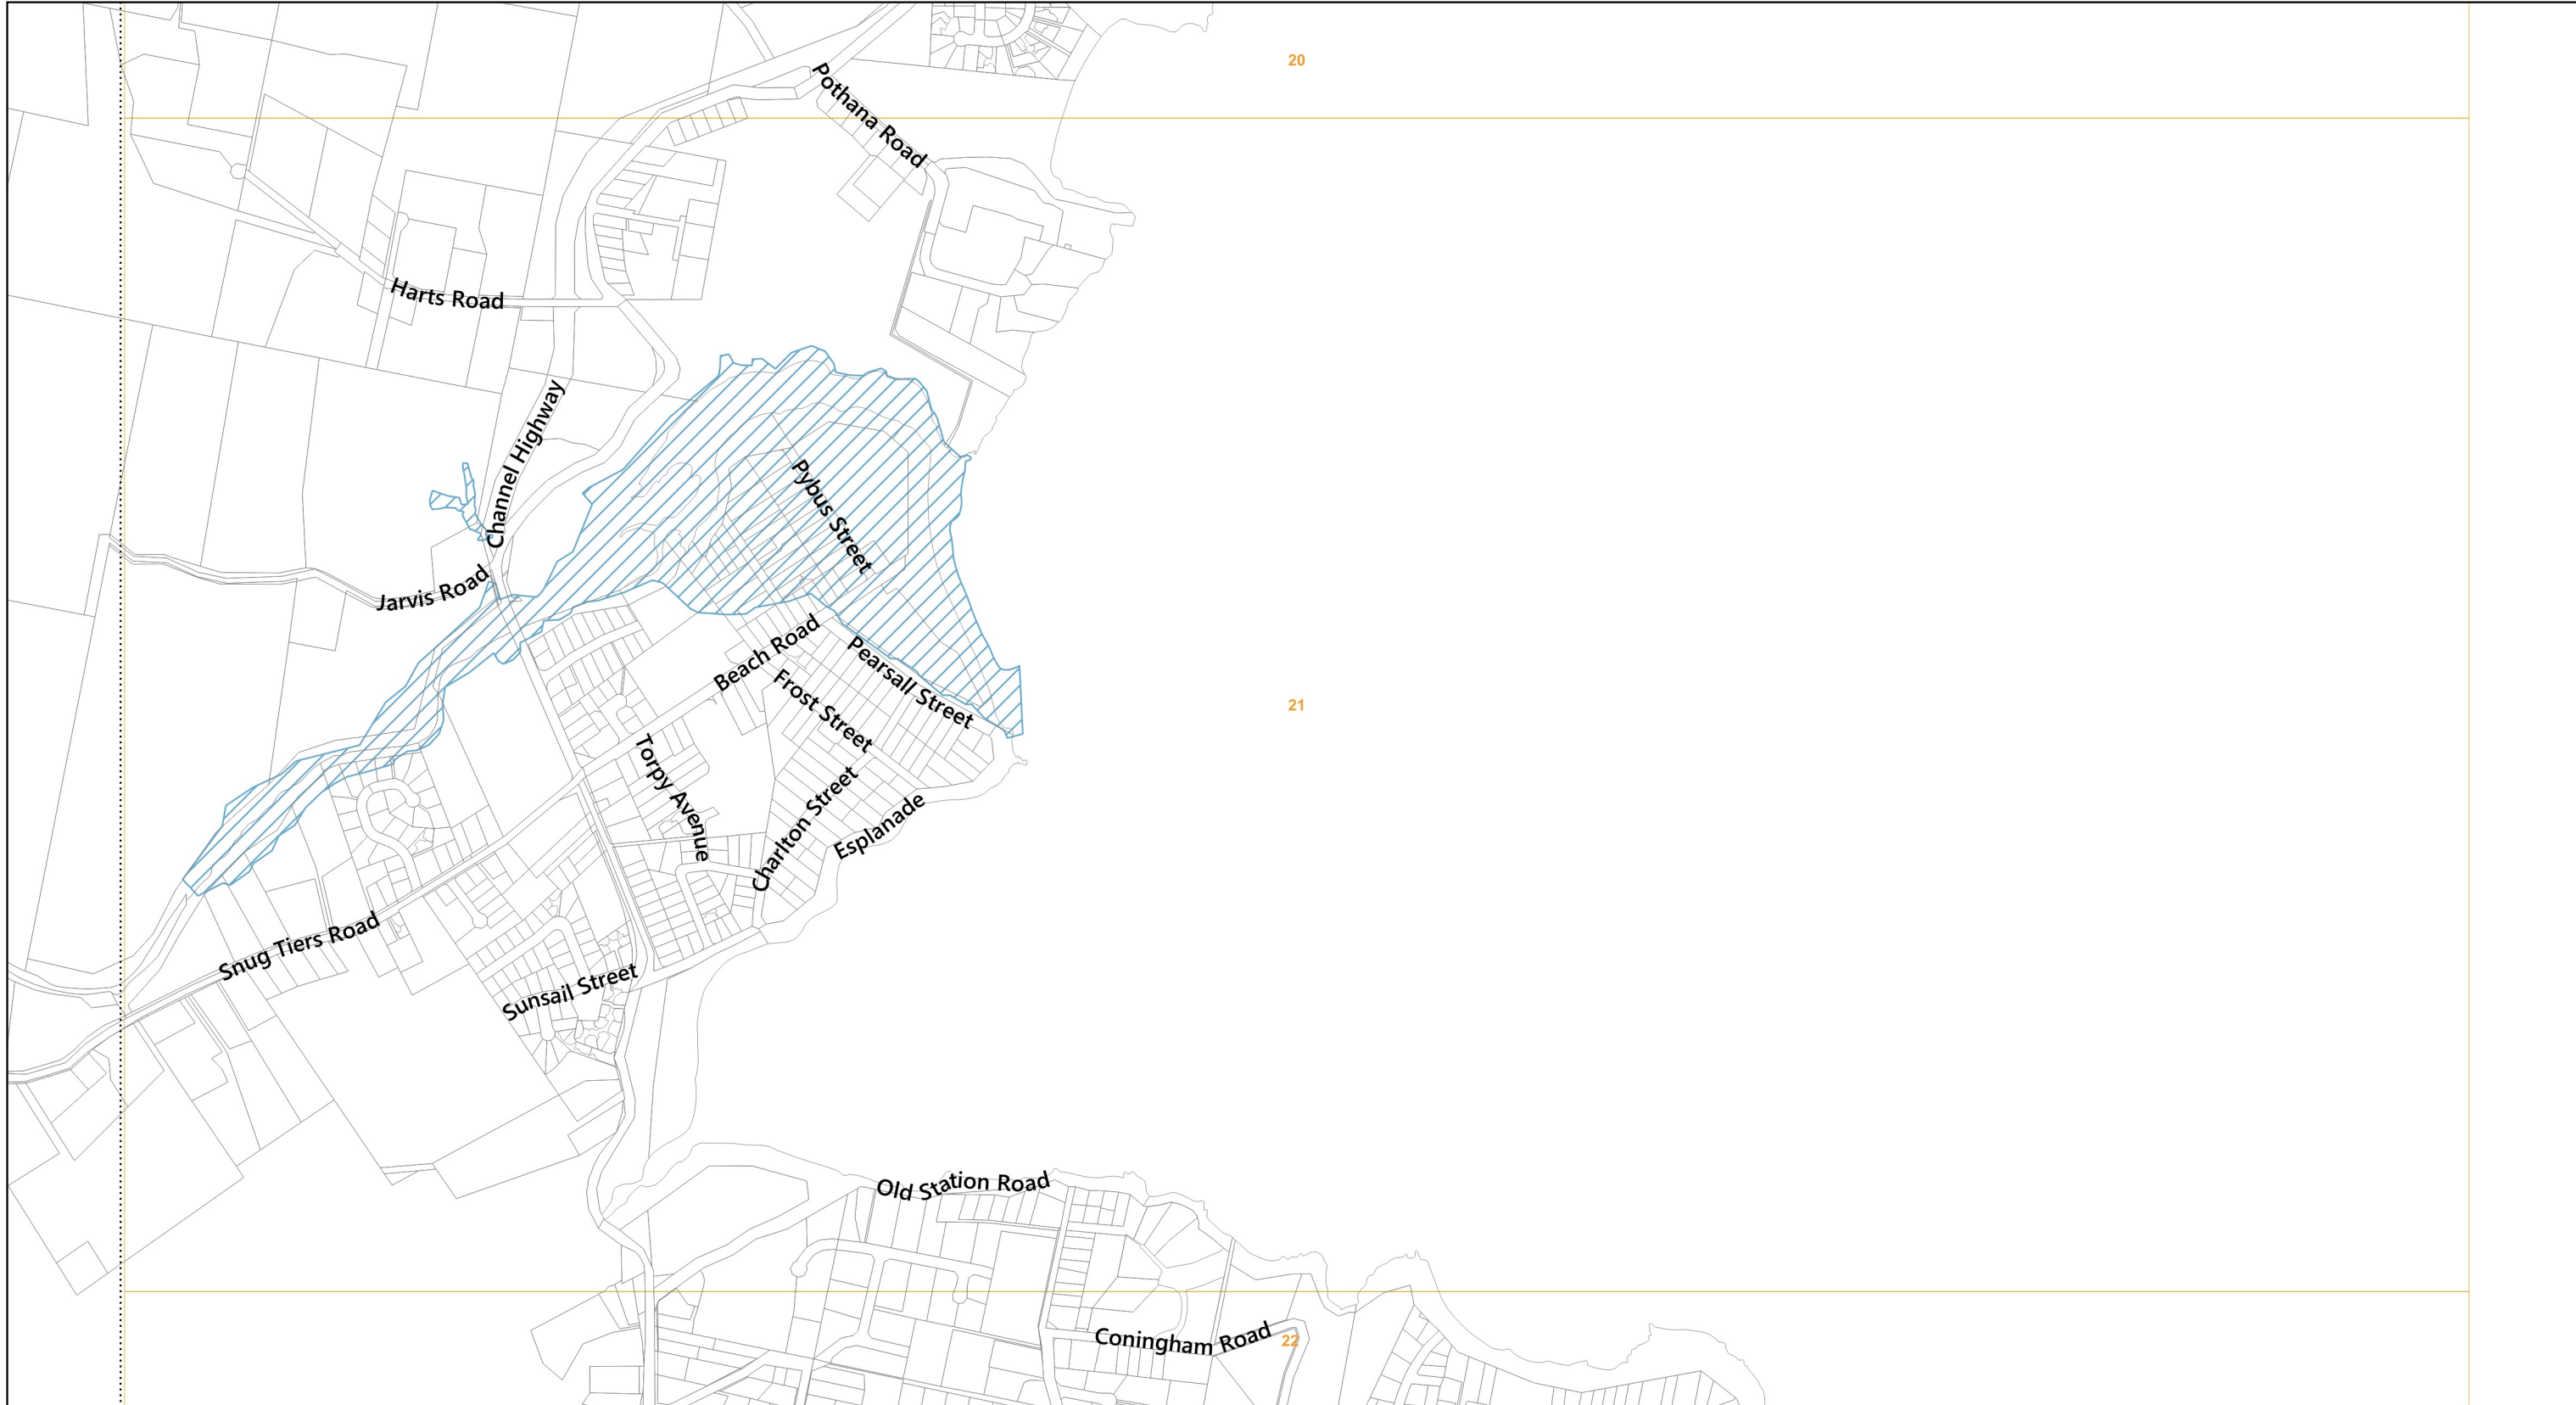 20
Pothana Road
Harts Road
Channel Highway
Pybus Street
Jarvis Road
Beach Road
Pearsall Street
Frost Street
21
Torpy Avenue
Charlton Street
Esplanade
Snug Tiers Road
Sunsail Street
Old Station Road
Coningham Road
22